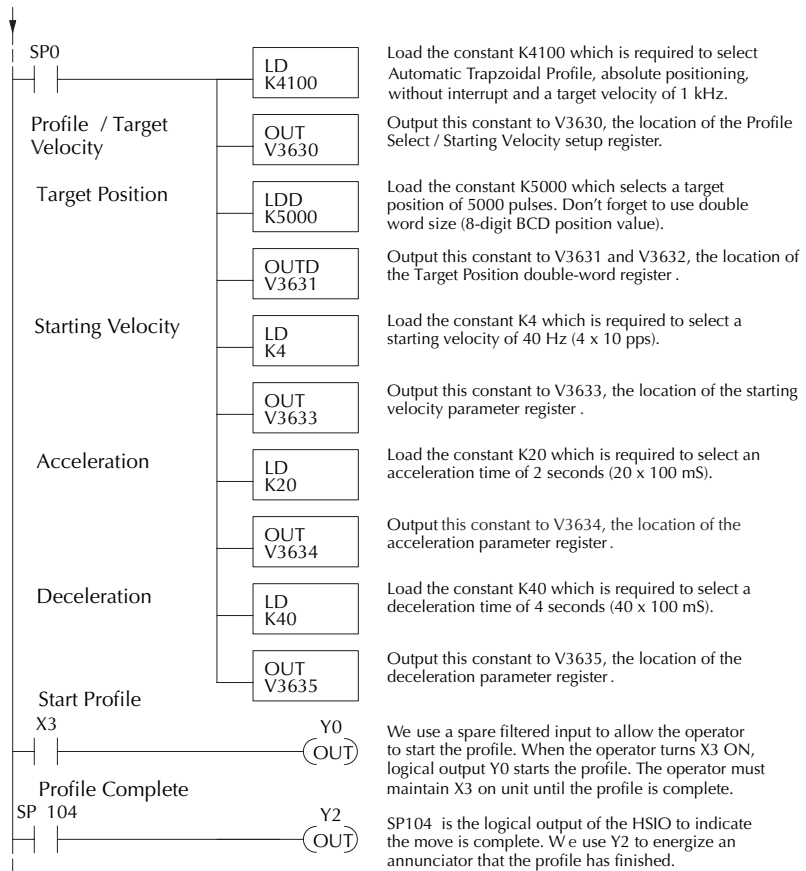 SP0
LD
K4100
Load the constant K4100 which is required to select
Automatic Trapzoidal Profile, absolute positioning,
without interrupt and a target velocity of 1 kHz.
Profile / Target
Velocity
OUT
V3630
Output this constant to V3630, the location of the Profile
Select / Starting Velocity setup register.
Target Position
LDD
K5000
Load the constant K5000 which selects a target
position of 5000 pulses. Don't forget to use double
word size (8-digit BCD position value).
OUTD
V3631
Output this constant to V3631 and V3632, the location of
the Target Position double-word register .
Starting Velocity
LD
K4
Load the constant K4 which is required to select a
starting velocity of 40 Hz (4 x 10 pps).
OUT
V3633
Output this constant to V3633, the location of the starting
velocity parameter register .
Acceleration
LD
K20
Load the constant K20 which is required to select an
acceleration time of 2 seconds (20 x 100 mS).
OUT
V3634
Output this constant to V3634, the location of the
acceleration parameter register .
Deceleration
LD
K40
Load the constant K40 which is required to select a
deceleration time of 4 seconds (40 x 100 mS).
OUT
V3635
Output this constant to V3635, the location of the
deceleration parameter register .
Start Profile
X3
Y0
OUT
We use a spare filtered input to allow the operator
to start the profile. When the operator turns X3 ON,
logical output Y0 starts the profile. The operator must
maintain X3 on unit until the profile is complete.
Profile Complete
SP 104
Y2
OUT
SP104 is the logical output of the HSIO to indicate
the move is complete. W e use Y2 to energize an
annunciator that the profile has finished.